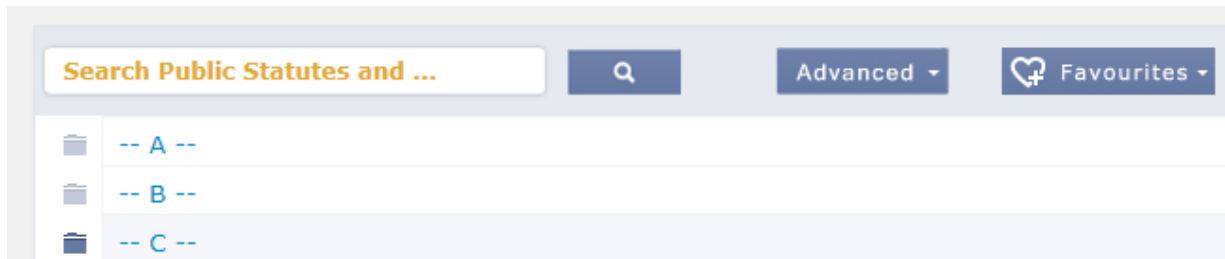 Search Public Statutes and ... Advanced Favourites
-- A --
-- B --
-- C --